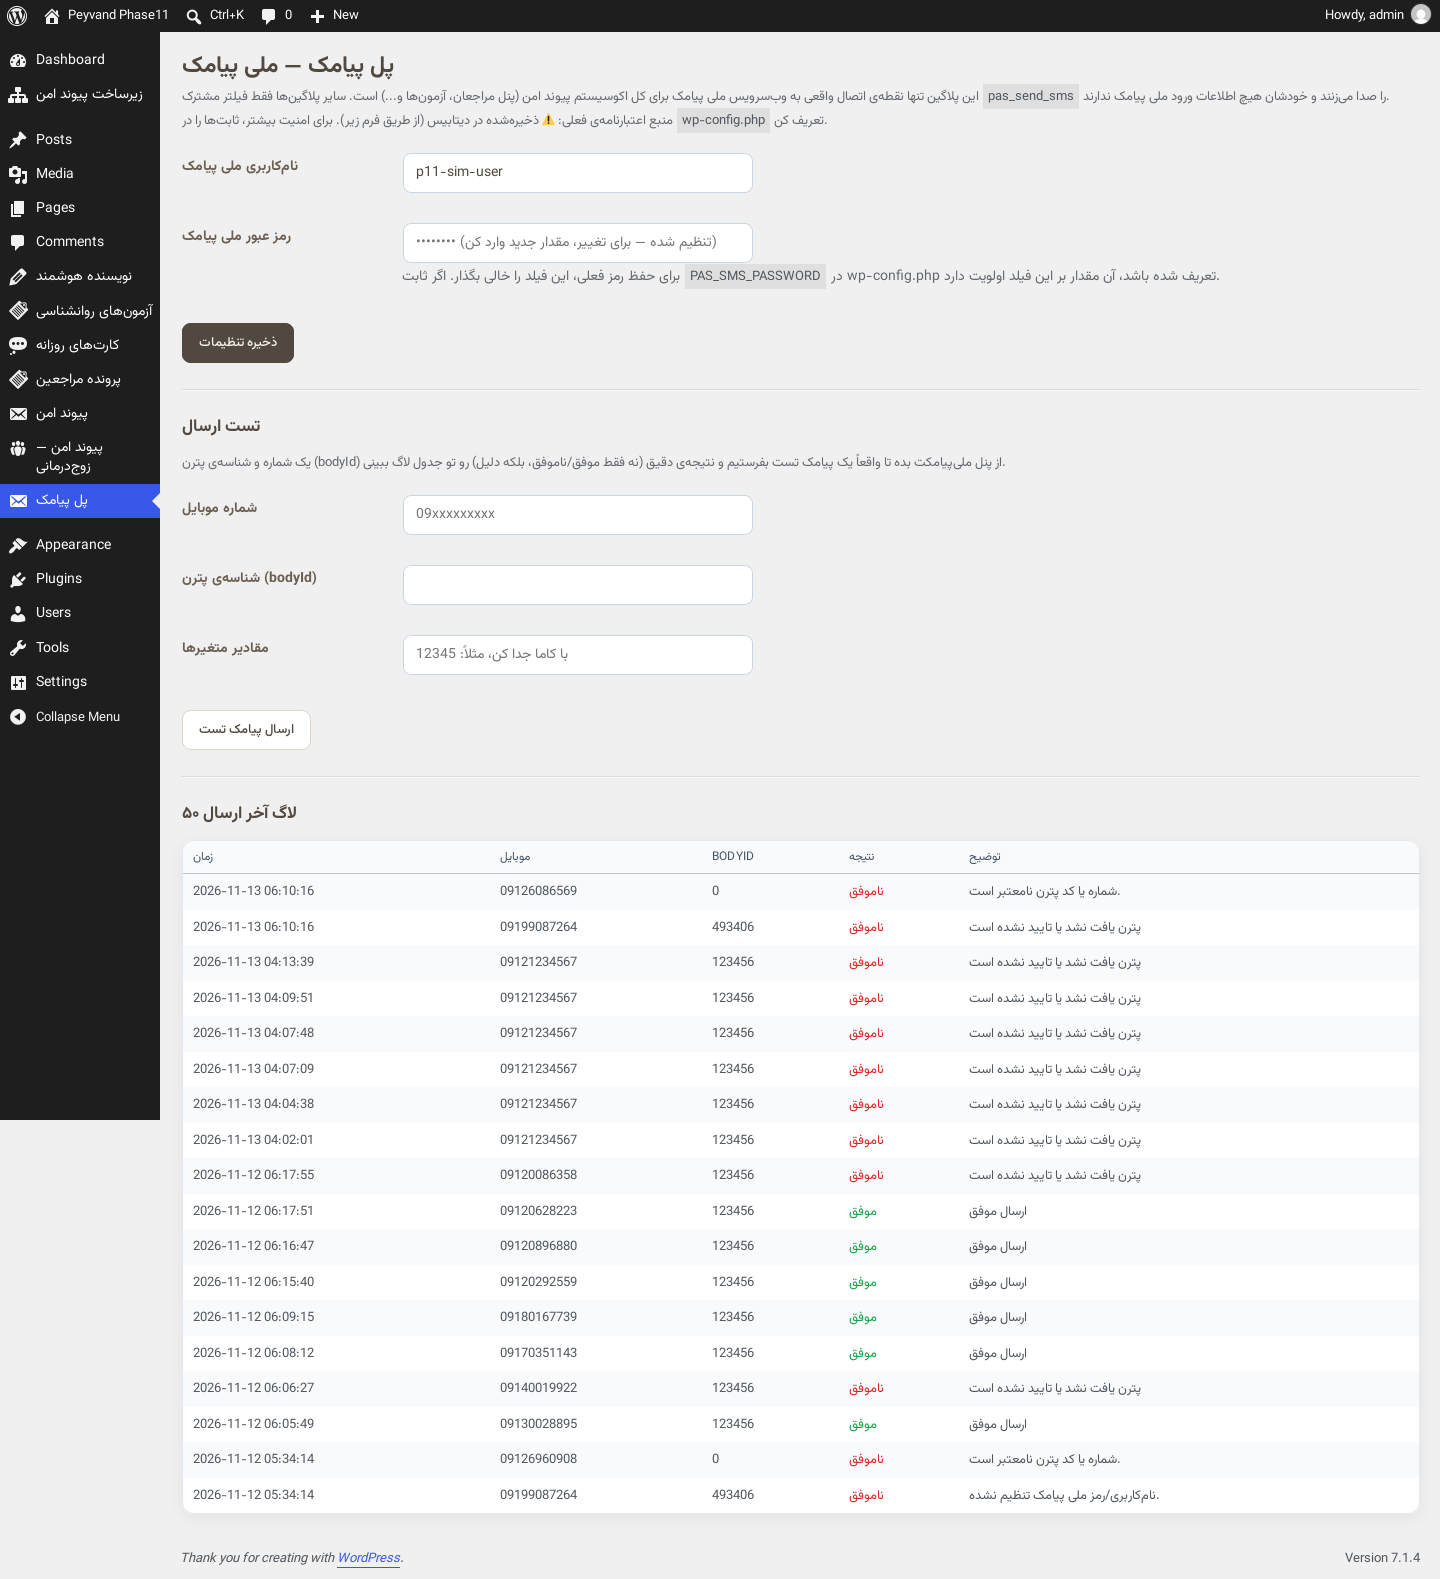 Peyvand Phase11
Ctrl+K
0
New
Howdy, admin
Dashboard
زیرساخت پیوند امن
Posts
Media
Pages
Comments
نویسنده هوشمند
آزمون‌های روانشناسی
کارت‌های روزانه
پرونده مراجعین
پیوند امن
پیوند امن —
زوج‌درمانی
پل پیامک
Appearance
Plugins
Users
Tools
Settings
Collapse Menu
پل پیامک — ملی پیامک
این پلاگین تنها نقطه‌ی اتصال واقعی به وب‌سرویس ملی پیامک برای کل اکوسیستم پیوند امن (پنل مراجعان، آزمون‌ها و...) است. سایر پلاگین‌ها فقط فیلتر مشترک pas_send_sms را صدا می‌زنند و خودشان هیچ اطلاعات ورود ملی پیامک ندارند.
منبع اعتبارنامه‌ی فعلی: ⚠️ ذخیره‌شده در دیتابیس (از طریق فرم زیر). برای امنیت بیشتر، ثابت‌ها را در wp-config.php تعریف کن.
نام‌کاربری ملی پیامک
p11-sim-user
رمز عبور ملی پیامک
•••••••• (تنظیم شده — برای تغییر، مقدار جدید وارد کن)
برای حفظ رمز فعلی، این فیلد را خالی بگذار. اگر ثابت PAS_SMS_PASSWORD در wp-config.php تعریف شده باشد، آن مقدار بر این فیلد اولویت دارد.
ذخیره تنظیمات
تست ارسال
یک شماره و شناسه‌ی پترن (bodyId) از پنل ملی‌پیامکت بده تا واقعاً یک پیامک تست بفرستیم و نتیجه‌ی دقیق (نه فقط موفق/ناموفق، بلکه دلیل) رو تو جدول لاگ ببینی.
شماره موبایل
09xxxxxxxxx
شناسه‌ی پترن (bodyId)
مقادیر متغیرها
با کاما جدا کن، مثلاً: 12345
ارسال پیامک تست
لاگ آخر ارسال ۵۰
زمان موبایل BODYID نتیجه توضیح
2026-11-13 06:10:16 09126086569 0 ناموفق شماره یا کد پترن نامعتبر است.
2026-11-13 06:10:16 09199087264 493406 ناموفق پترن یافت نشد یا تایید نشده است
2026-11-13 04:13:39 09121234567 123456 ناموفق پترن یافت نشد یا تایید نشده است
2026-11-13 04:09:51 09121234567 123456 ناموفق پترن یافت نشد یا تایید نشده است
2026-11-13 04:07:48 09121234567 123456 ناموفق پترن یافت نشد یا تایید نشده است
2026-11-13 04:07:09 09121234567 123456 ناموفق پترن یافت نشد یا تایید نشده است
2026-11-13 04:04:38 09121234567 123456 ناموفق پترن یافت نشد یا تایید نشده است
2026-11-13 04:02:01 09121234567 123456 ناموفق پترن یافت نشد یا تایید نشده است
2026-11-12 06:17:55 09120086358 123456 ناموفق پترن یافت نشد یا تایید نشده است
2026-11-12 06:17:51 09120628223 123456 موفق ارسال موفق
2026-11-12 06:16:47 09120896880 123456 موفق ارسال موفق
2026-11-12 06:15:40 09120292559 123456 موفق ارسال موفق
2026-11-12 06:09:15 09180167739 123456 موفق ارسال موفق
2026-11-12 06:08:12 09170351143 123456 موفق ارسال موفق
2026-11-12 06:06:27 09140019922 123456 ناموفق پترن یافت نشد یا تایید نشده است
2026-11-12 06:05:49 09130028895 123456 موفق ارسال موفق
2026-11-12 05:34:14 09126960908 0 ناموفق شماره یا کد پترن نامعتبر است.
2026-11-12 05:34:14 09199087264 493406 ناموفق نام‌کاربری/رمز ملی پیامک تنظیم نشده.
Thank you for creating with WordPress.
Version 7.1.4